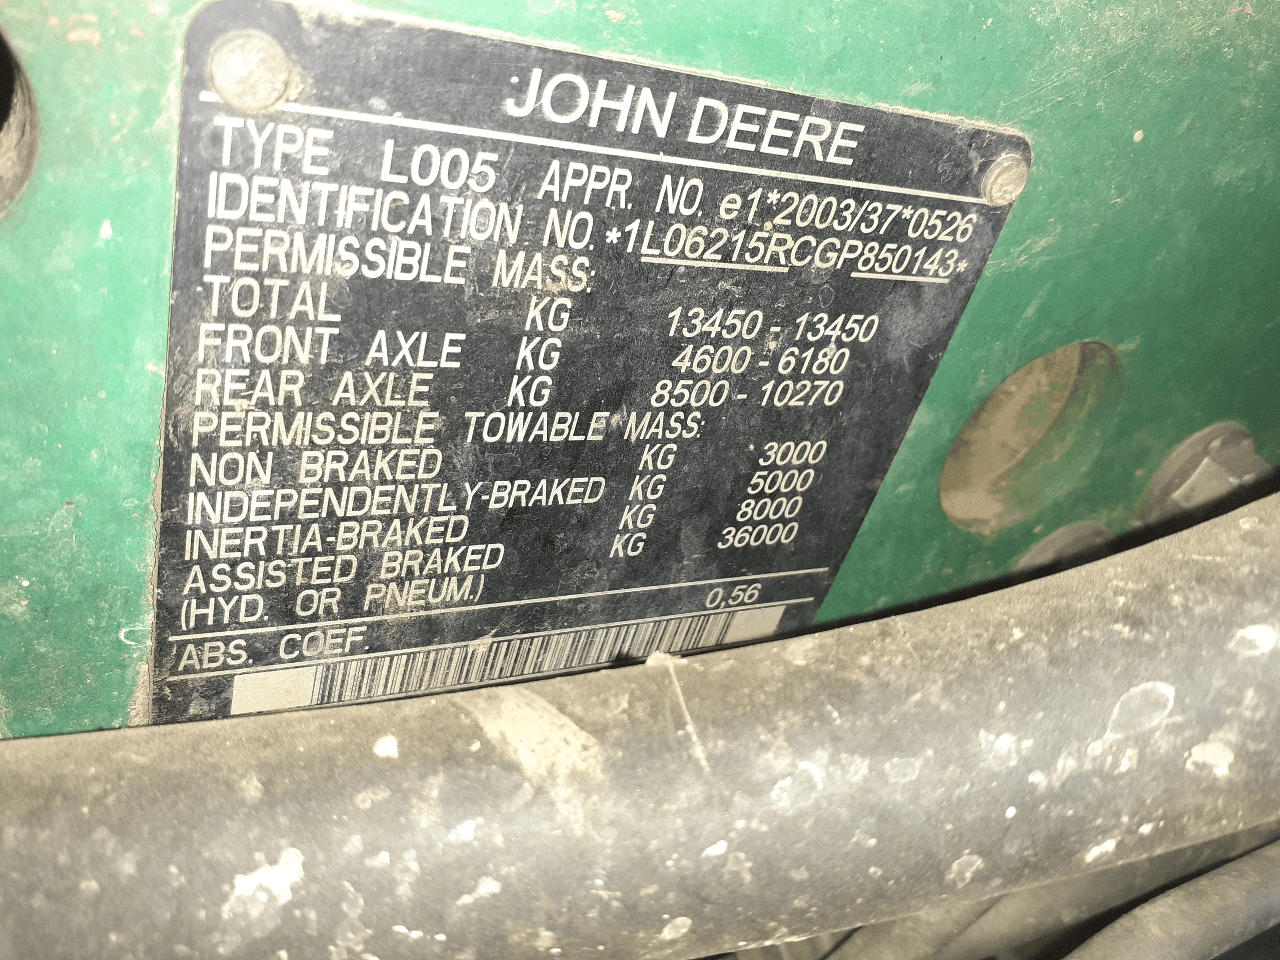 JOHN DEERE
TYPE L005 APPR. NO. e1*2003/37*0526
IDENTIFICATION NO. *1L06215RCGP850143*
PERMISSIBLE MASS:
TOTAL KG 13450 - 13450
FRONT AXLE KG 4600 - 6180
REAR AXLE KG 8500 - 10270
PERMISSIBLE TOWABLE MASS:
NON BRAKED KG 3000
INDEPENDENTLY-BRAKED KG 5000
INERTIA-BRAKED KG 8000
ASSISTED BRAKED KG 36000
(HYD. OR PNEUM.)
ABS. COEF. 0,56